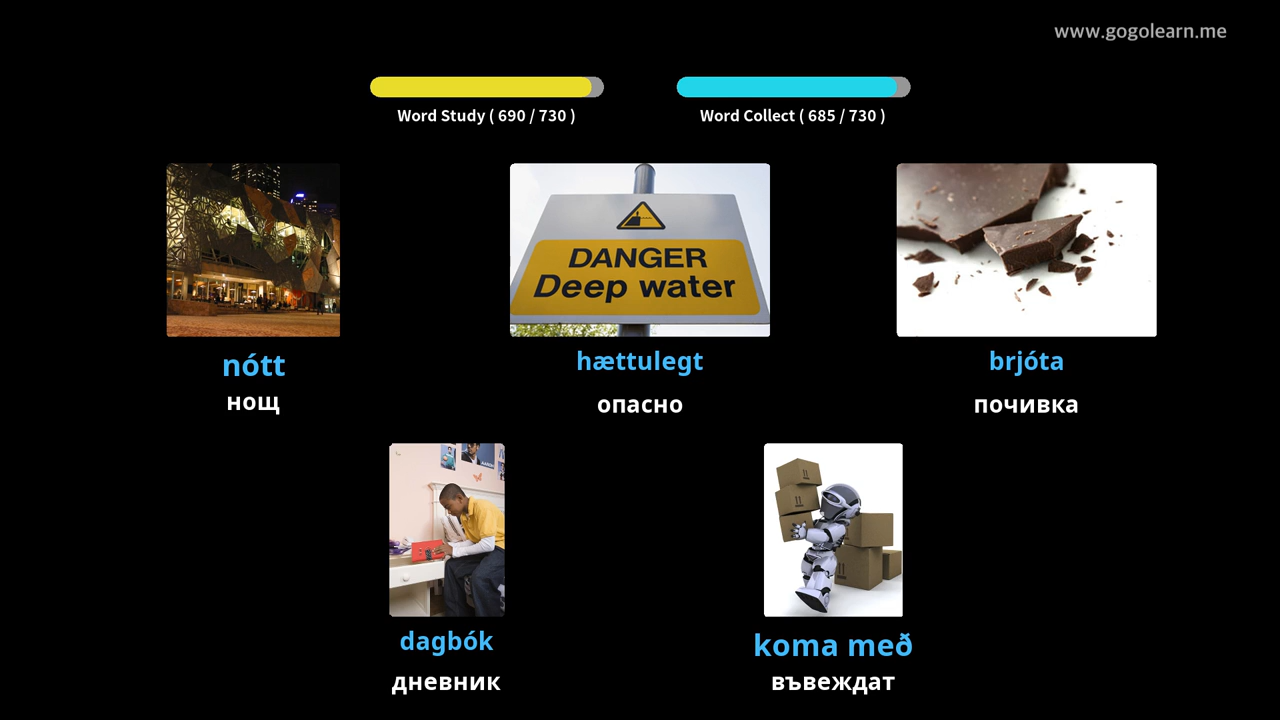 www.gogolearn.me
Word Study ( 690 / 730 )
Word Collect ( 685 / 730 )
DANGER
Deep water
nótt
нощ
hættulegt
опасно
brjóta
почивка
dagbók
дневник
koma með
въвеждат